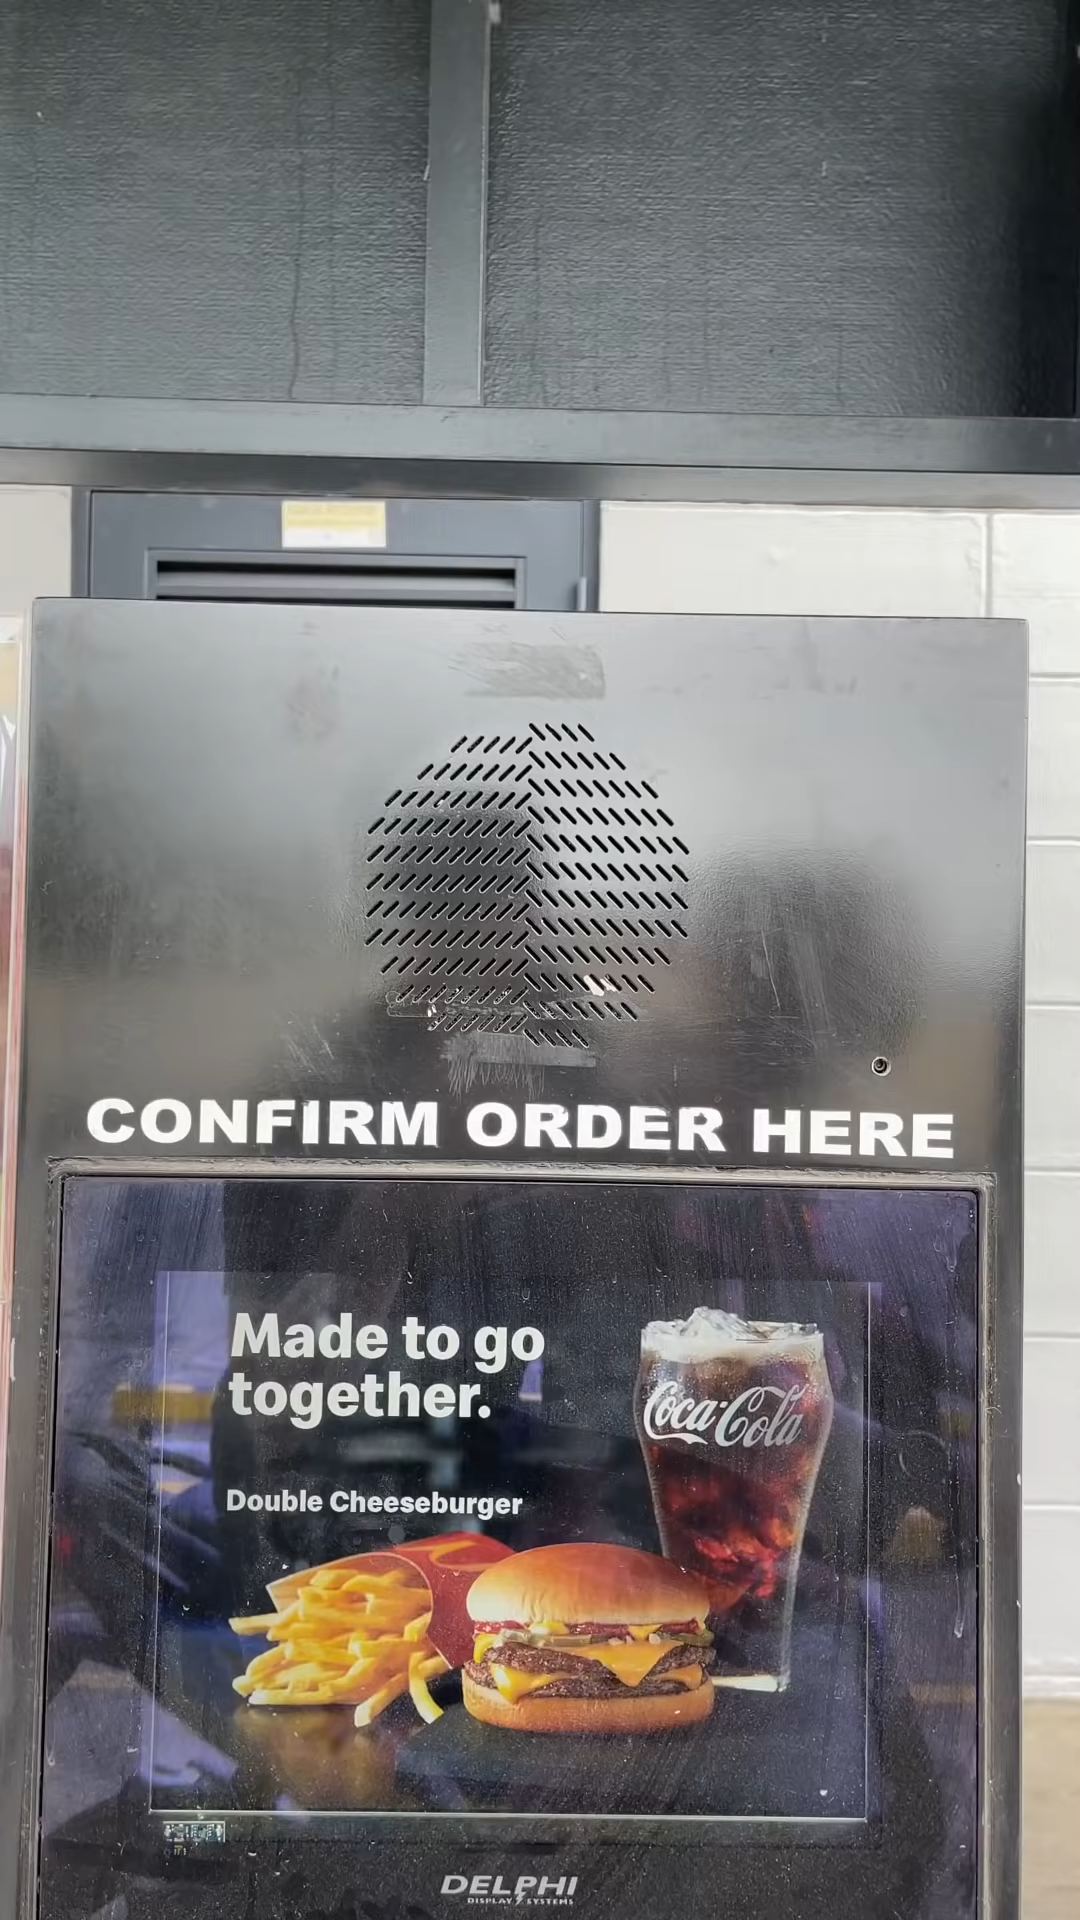 CONFIRM ORDER HERE
Made to go
together.
Coca-Cola
Double Cheeseburger
DELPHI
DISPLAY SYSTEMS